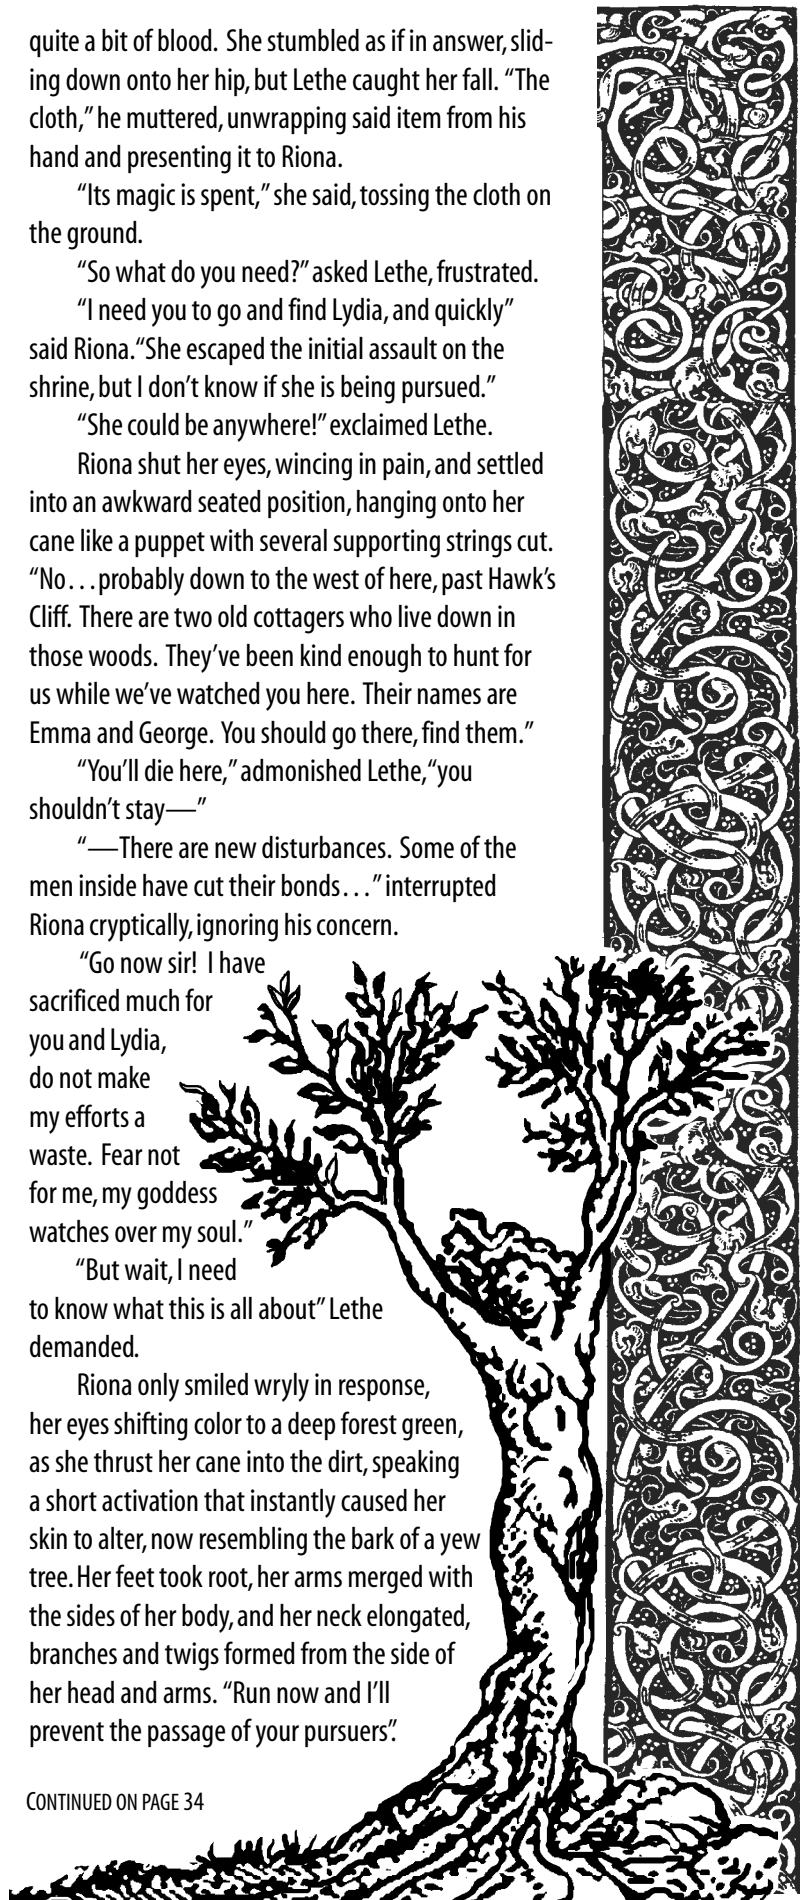 quite a bit of blood. She stumbled as if in answer, slid-
ing down onto her hip, but Lethe caught her fall. “The
cloth,” he muttered, unwrapping said item from his
hand and presenting it to Riona.
“Its magic is spent,” she said, tossing the cloth on
the ground.
“So what do you need?” asked Lethe, frustrated.
“I need you to go and find Lydia, and quickly”
said Riona.“She escaped the initial assault on the
shrine, but I don’t know if she is being pursued.”
“She could be anywhere!” exclaimed Lethe.
Riona shut her eyes, wincing in pain, and settled
into an awkward seated position, hanging onto her
cane like a puppet with several supporting strings cut.
“No . . . probably down to the west of here, past Hawk’s
Cliff. There are two old cottagers who live down in
those woods. They’ve been kind enough to hunt for
us while we’ve watched you here. Their names are
Emma and George. You should go there, find them.”
“You’ll die here,” admonished Lethe,“you
shouldn’t stay—”
“—There are new disturbances. Some of the
men inside have cut their bonds . . .” interrupted
Riona cryptically, ignoring his concern.
“Go now sir! I have
sacrificed much for
you and Lydia,
do not make
my efforts a
waste. Fear not
for me, my goddess
watches over my soul.”
“But wait, I need
to know what this is all about” Lethe
demanded.
Riona only smiled wryly in response,
her eyes shifting color to a deep forest green,
as she thrust her cane into the dirt, speaking
a short activation that instantly caused her
skin to alter, now resembling the bark of a yew
tree. Her feet took root, her arms merged with
the sides of her body, and her neck elongated,
branches and twigs formed from the side of
her head and arms. “Run now and I’ll
prevent the passage of your pursuers”.
CONTINUED ON PAGE 34